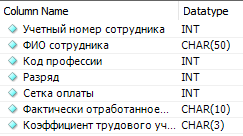 Column Name Datatype
Учетный номер сотрудника INT
ФИО сотрудника CHAR(50)
Код профессии INT
Разряд INT
Сетка оплаты INT
Фактически отработанное... CHAR(10)
Коэффициент трудового уч... CHAR(3)